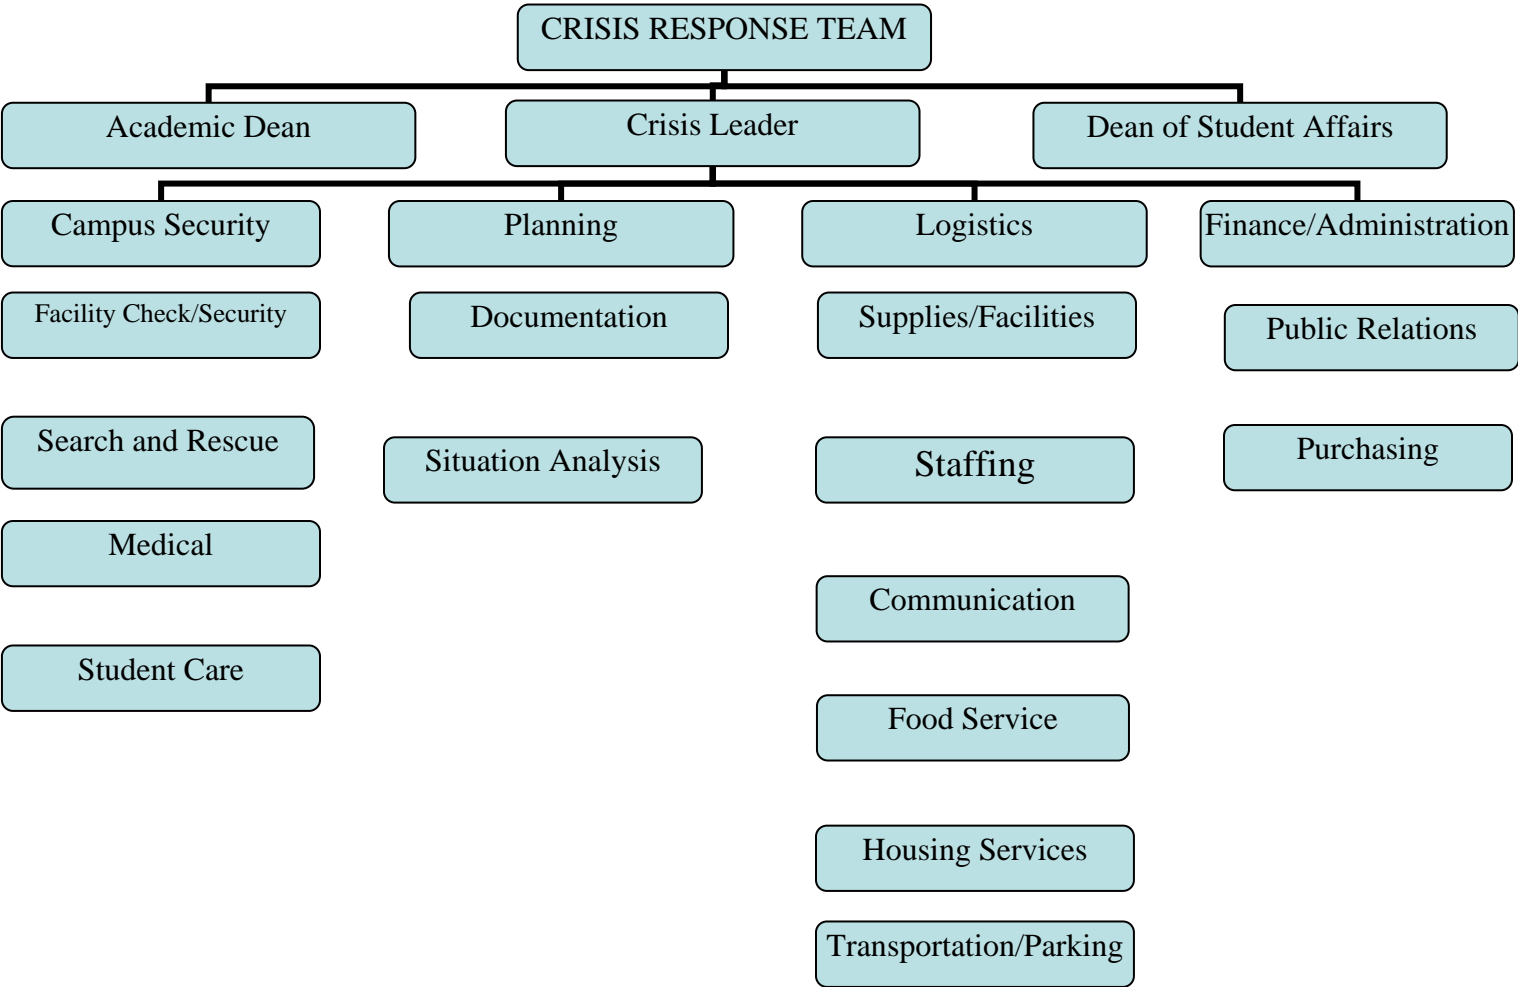 CRISIS RESPONSE TEAM
Academic Dean
Crisis Leader
Dean of Student Affairs
Campus Security
Planning
Logistics
Finance/Administration
Facility Check/Security
Documentation
Supplies/Facilities
Public Relations
Search and Rescue
Situation Analysis
Staffing
Purchasing
Medical
Communication
Student Care
Food Service
Housing Services
Transportation/Parking